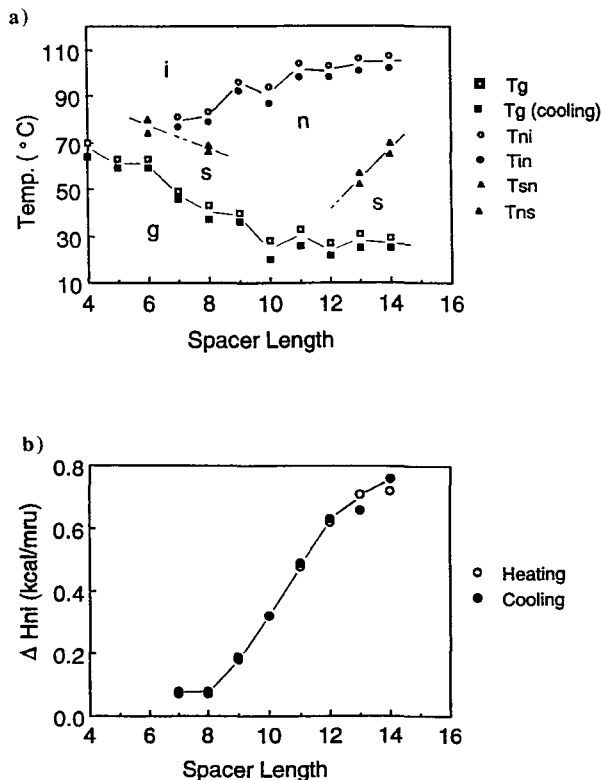 a)
110
90
70
50
30
10
Temp. ( °C)
i
n
s
s
g
4 6 8 10 12 14 16
Spacer Length
Tg
Tg (cooling)
Tni
Tin
Tsn
Tns
b)
0.8
0.6
0.4
0.2
0.0
Δ Hni (kcal/mru)
4 6 8 10 12 14 16
Spacer Length
Heating
Cooling